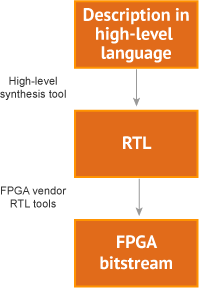 Description in
high-level
language
High-level
synthesis tool
RTL
FPGA vendor
RTL tools
FPGA
bitstream